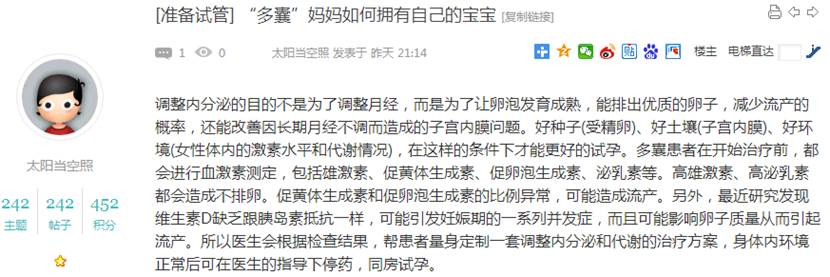 [准备试管] “多囊”妈妈如何拥有自己的宝宝 [复制链接]
1 0 太阳当空照 发表于 昨天 21:14 贴 楼主 电梯直达
调整内分泌的目的不是为了调整月经，而是为了让卵泡发育成熟，能排出优质的卵子，减少流产的
概率，还能改善因长期月经不调而造成的子宫内膜问题。好种子(受精卵)、好土壤(子宫内膜)、好环
境(女性体内的激素水平和代谢情况)，在这样的条件下才能更好的试孕。多囊患者在开始治疗前，都
会进行血激素测定，包括雄激素、促黄体生成素、促卵泡生成素、泌乳素等。高雄激素、高泌乳素
都会造成不排卵。促黄体生成素和促卵泡生成素的比例异常，可能造成流产。另外，最近研究发现
维生素D缺乏跟胰岛素抵抗一样，可能引发妊娠期的一系列并发症，而且可能影响卵子质量从而引起
流产。所以医生会根据检查结果，帮患者量身定制一套调整内分泌和代谢的治疗方案，身体内环境
正常后可在医生的指导下停药，同房试孕。
太阳当空照
242 242 452
主题 帖子 积分